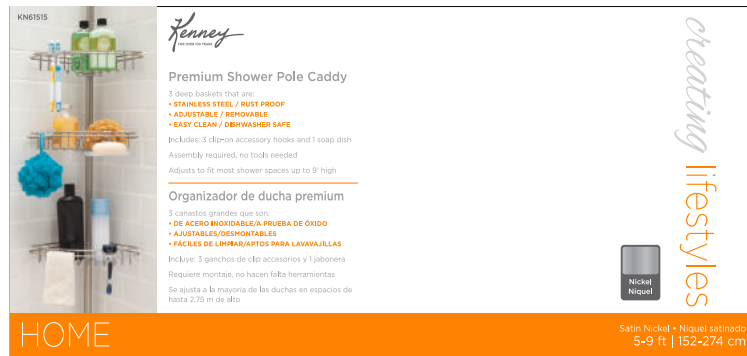 KN61515
Kenney
FOR OVER 100 YEARS
Premium Shower Pole Caddy
3 deep baskets that are:
• STAINLESS STEEL / RUST PROOF
• ADJUSTABLE / REMOVABLE
• EASY CLEAN / DISHWASHER SAFE
Includes: 3 clip-on accessory hooks and 1 soap dish
Assembly required, no tools needed
Adjusts to fit most shower spaces up to 9' high
Organizador de ducha premium
3 canastos grandes que son:
• DE ACERO INOXIDABLE/A PRUEBA DE ÓXIDO
• AJUSTABLES/DESMONTABLES
• FÁCILES DE LIMPIAR/APTOS PARA LAVAVAJILLAS
Incluye: 3 ganchos de clip accesorios y 1 jabonera
Requiere montaje, no hacen falta herramientas
Se ajusta a la mayoría de las duchas en espacios de
hasta 2,75 m de alto
creating lifestyles
Nickel
Níquel
HOME
Satin Nickel • Níquel satinado
5-9 ft | 152-274 cm